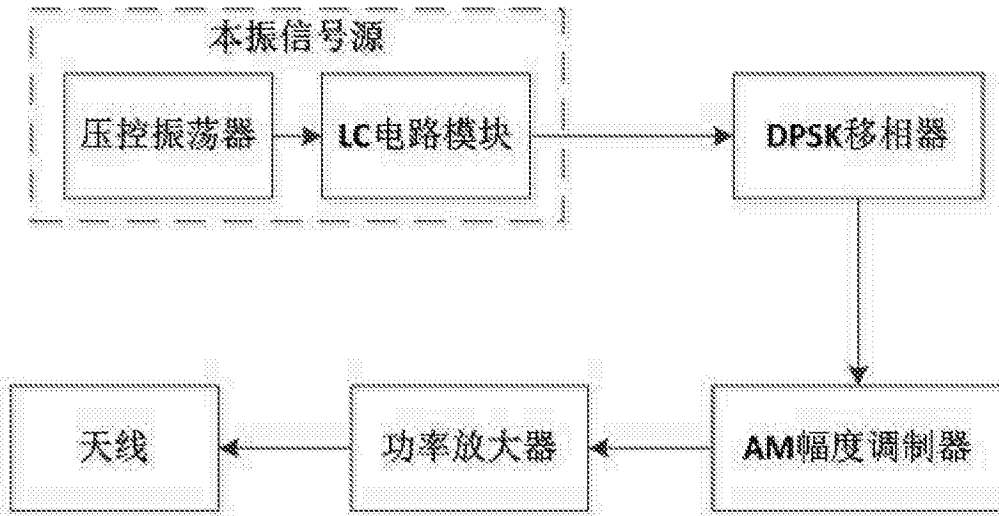 本振信号源
压控振荡器
LC电路模块
DPSK移相器
天线
功率放大器
AM幅度调制器